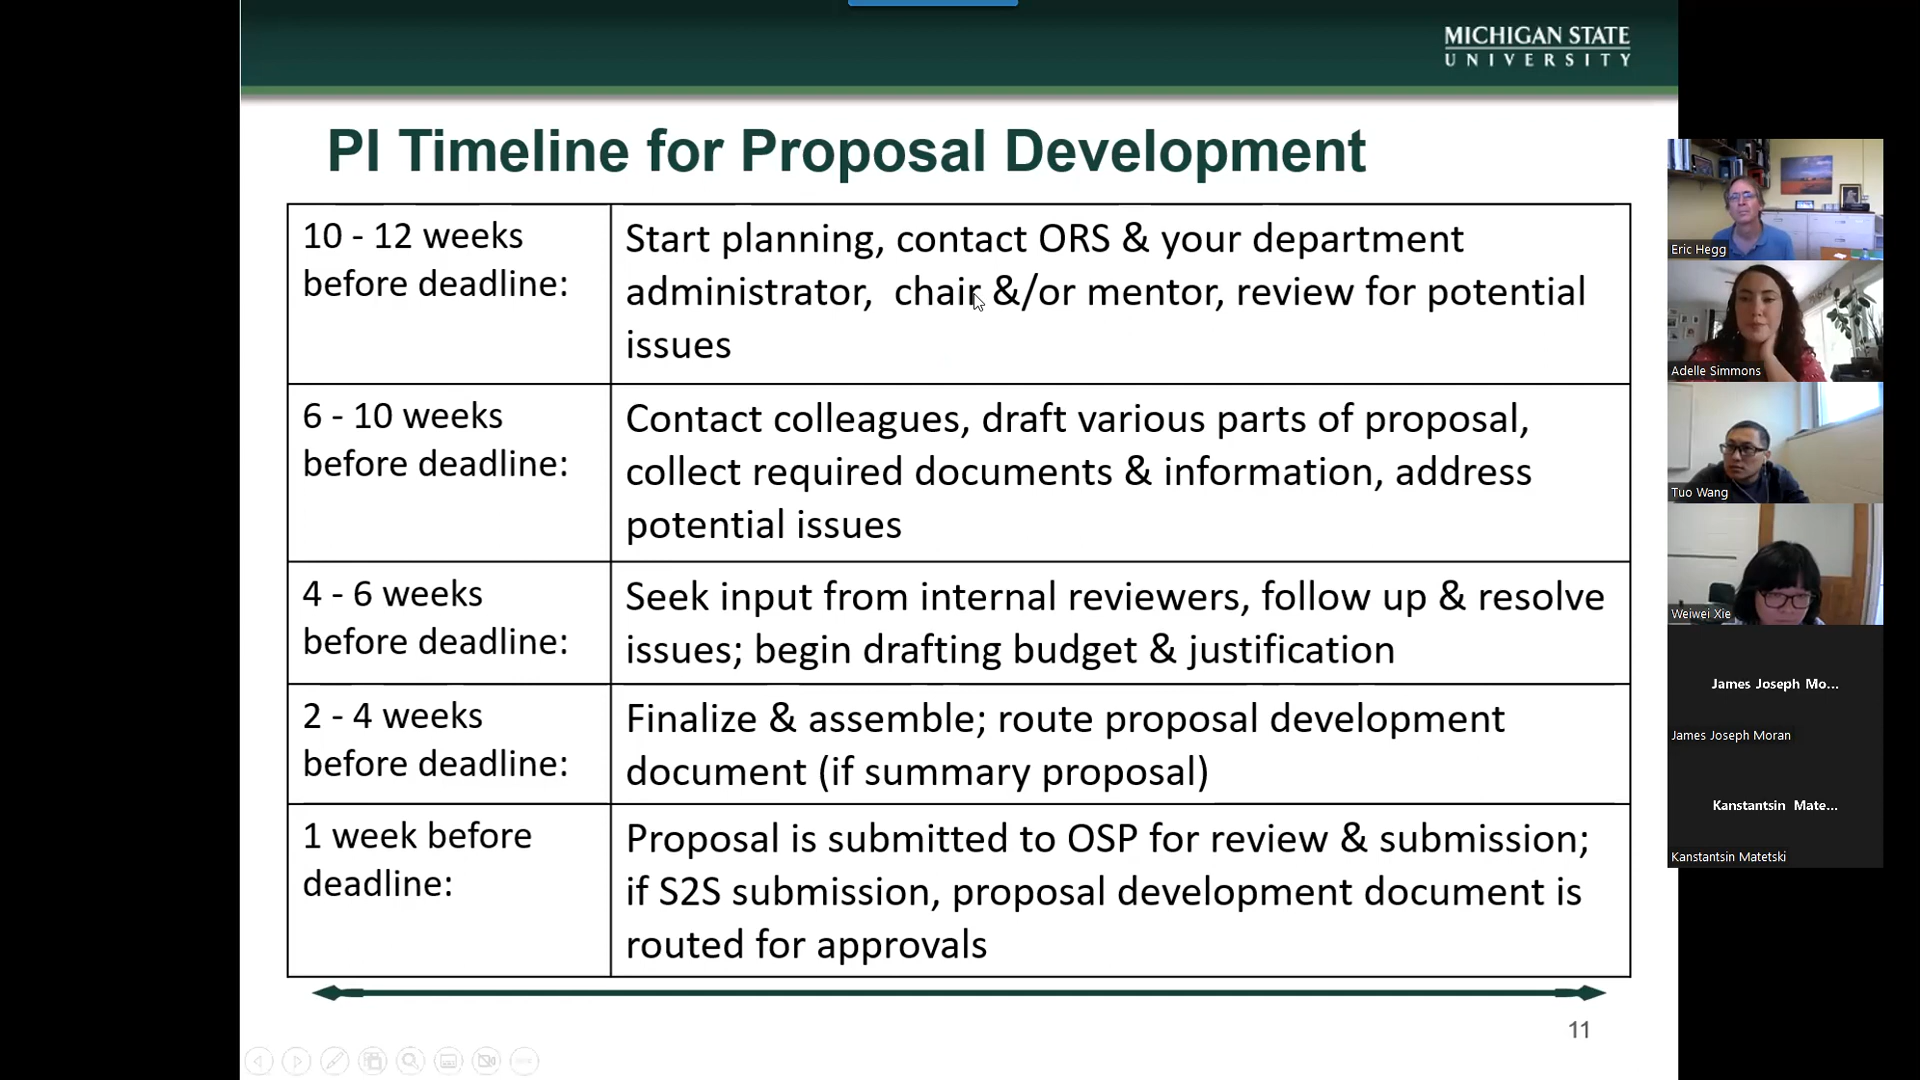 MICHIGAN STATE
UNIVERSITY
PI Timeline for Proposal Development
10 - 12 weeks
before deadline:
Start planning, contact ORS & your department
administrator, chair &/or mentor, review for potential
issues
6 - 10 weeks
before deadline:
Contact colleagues, draft various parts of proposal,
collect required documents & information, address
potential issues
4 - 6 weeks
before deadline:
Seek input from internal reviewers, follow up & resolve
issues; begin drafting budget & justification
2 - 4 weeks
before deadline:
Finalize & assemble; route proposal development
document (if summary proposal)
1 week before
deadline:
Proposal is submitted to OSP for review & submission;
if S2S submission, proposal development document is
routed for approvals
11
Eric Hegg
Adelle Simmons
Tuo Wang
Weiwei Xie
James Joseph Mo...
James Joseph Moran
Kanstantsin Mate...
Kanstantsin Matetski